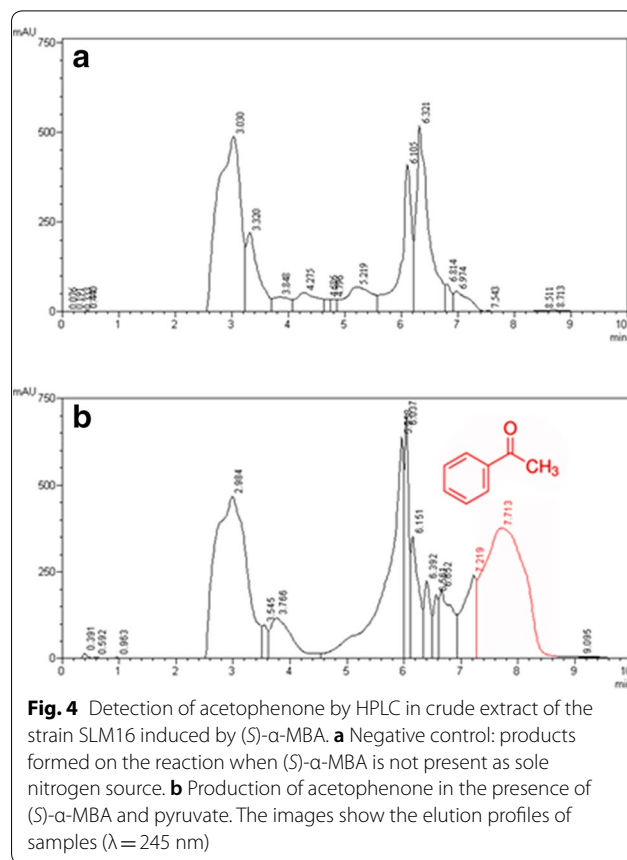 mAU
750
a
500
250
0
3.030
3.320
3.848
4.275
5.219
6.105
6.321
6.814
6.974
7.543
8.511
8.713
0 1 2 3 4 5 6 7 8 9 10
min
mAU
750
b
500
250
0
0.391
0.592
0.963
2.984
3.545
3.766
6.037
6.151
6.392
6.652
7.219
7.713
9.095
O
CH3
0 1 2 3 4 5 6 7 8 9 10
min
Fig. 4 Detection of acetophenone by HPLC in crude extract of the
strain SLM16 induced by (S)-α-MBA. a Negative control: products
formed on the reaction when (S)-α-MBA is not present as sole
nitrogen source. b Production of acetophenone in the presence of
(S)-α-MBA and pyruvate. The images show the elution profiles of
samples (λ = 245 nm)